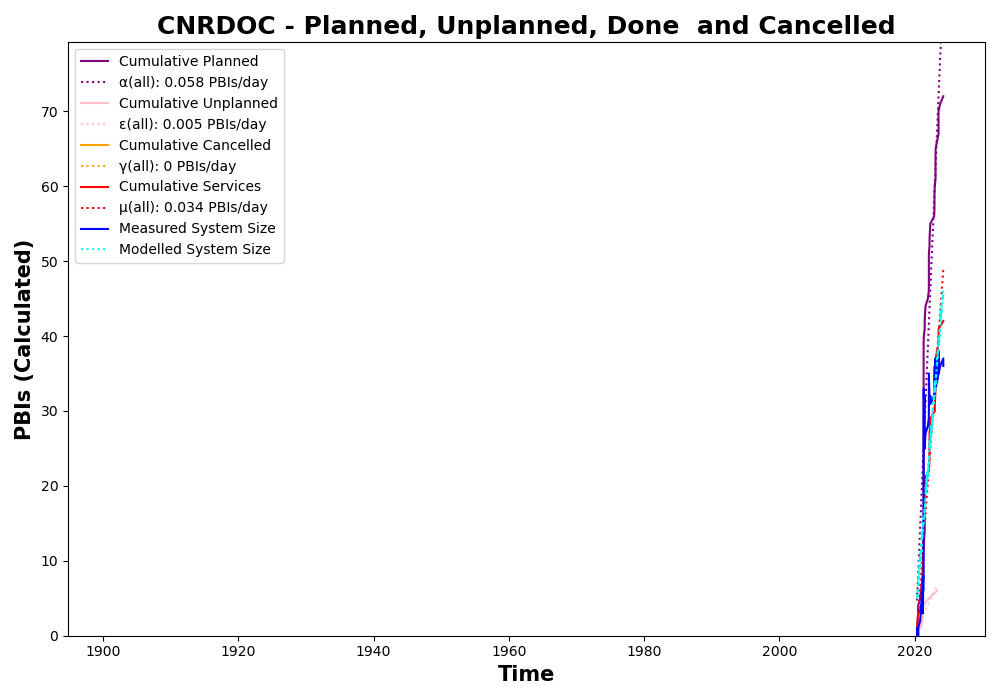 CNRDOC - Planned, Unplanned, Done  and Cancelled
Cumulative Planned
α(all): 0.058 PBIs/day
Cumulative Unplanned
ε(all): 0.005 PBIs/day
Cumulative Cancelled
γ(all): 0 PBIs/day
Cumulative Services
μ(all): 0.034 PBIs/day
Measured System Size
Modelled System Size
PBIs (Calculated)
70
60
50
40
30
20
10
0
1900 1920 1940 1960 1980 2000 2020
Time